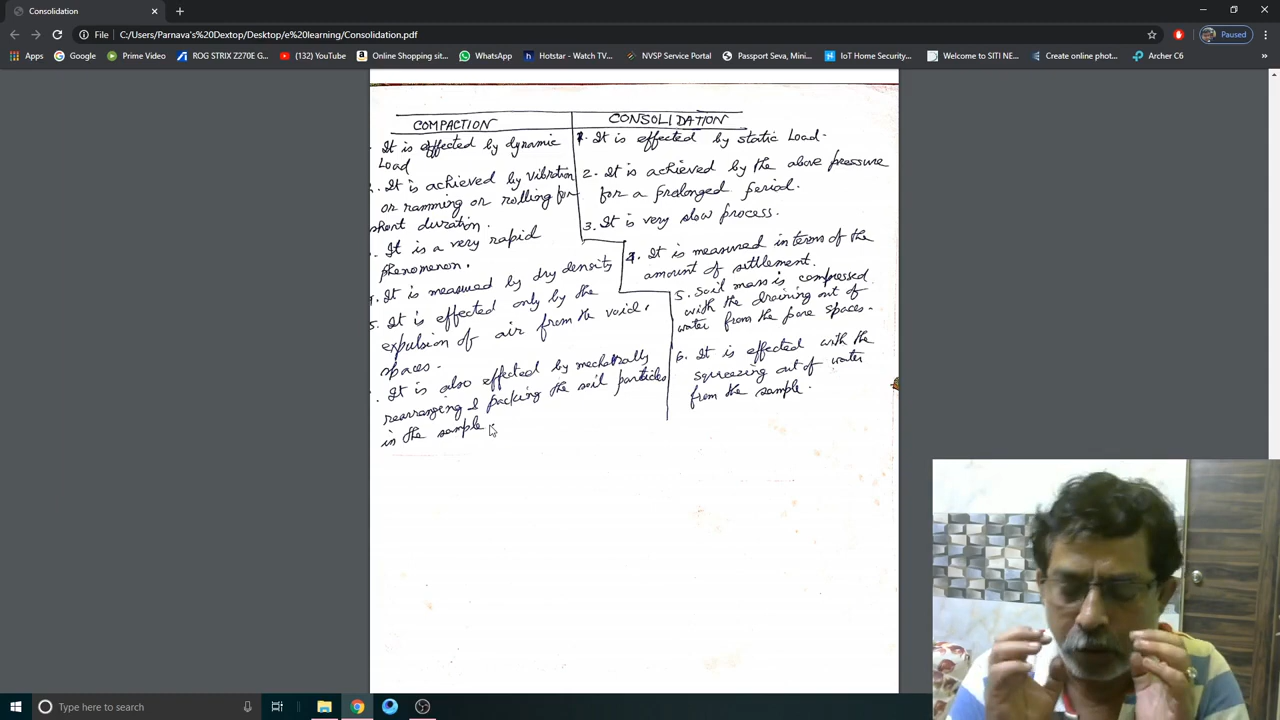 Consolidation
File
C:/Users/Parnava's%20Dextop/Desktop/e%20learning/Consolidation.pdf
Paused
Apps
Google
Prime Video
ROG STRIX Z270E G...
(132) YouTube
Online Shopping sit...
WhatsApp
Hotstar - Watch TV...
NVSP Service Portal
Passport Seva, Mini...
IoT Home Security...
Welcome to SITI NE...
Create online phot...
Archer C6
COMPACTION
It is effected by dynamic
Load
It is achieved by vibration
or ramming or rolling for
short duration.
It is a very rapid
phenomenon.
It is measured by dry density
5. It is effected only by the
expulsion of air from the void
spaces.
It is also effected by mechanically
rearranging & packing the soil particles
in the sample
CONSOLIDATION
1. It is effected by static Load.
2. It is achieved by the above pressure
for a prolonged period.
3. It is very slow process.
4. It is measured in terms of the
amount of settlement.
5. Soil mass is compressed
with the draining out of
water from the pore spaces.
6. It is effected with the
squeezing out of water
from the sample.
Type here to search